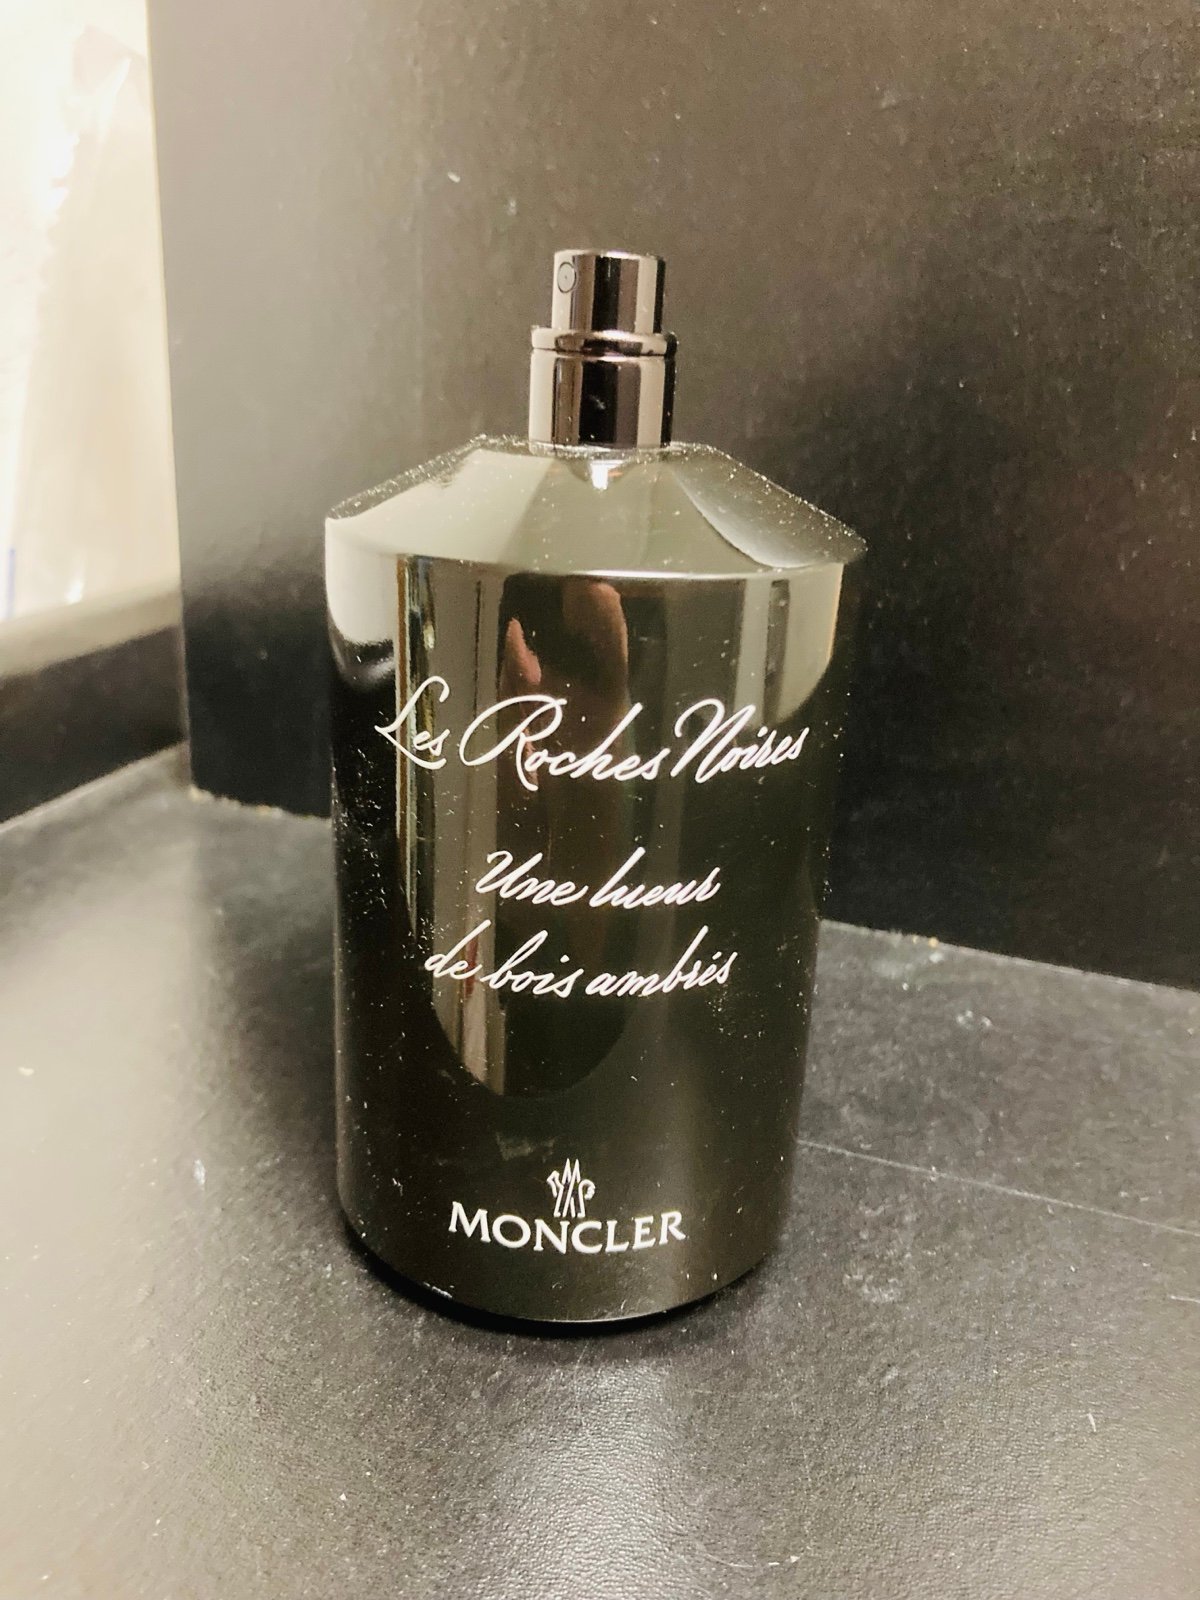 Les Roches Noires
Une lueur
de bois ambrés
MONCLER